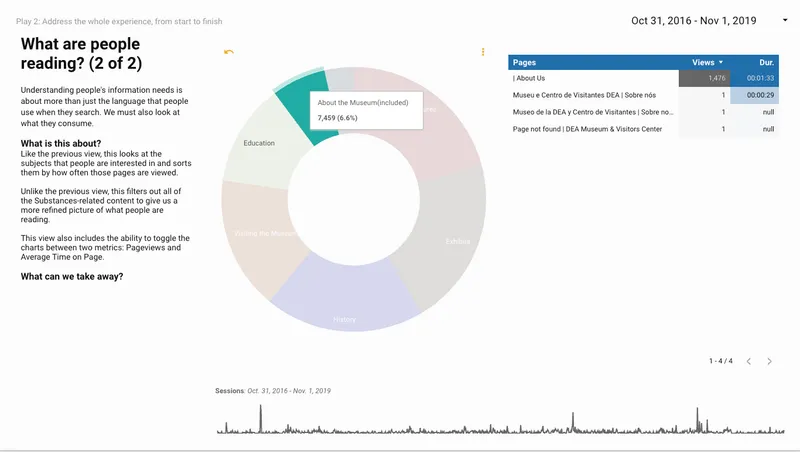 Play 2: Address the whole experience, from start to finish
Oct 31, 2016 - Nov 1, 2019
What are people
reading? (2 of 2)
Understanding people's information needs is
about more than just the language that people
use when they search. We must also look at
what they consume.
What is this about?
Like the previous view, this looks at the
subjects that people are interested in and sorts
them by how often those pages are viewed.
Unlike the previous view, this filters out all of
the Substances-related content to give us a
more refined picture of what people are
reading.
This view also includes the ability to toggle the
charts between two metrics: Pageviews and
Average Time on Page.
What can we take away?
About the Museum(included)
7,459 (6.6%)
Education
Visiting the Museum
Exhibits
History
Pages Views Dur.
| About Us 1,476 00:01:33
Museu e Centro de Visitantes DEA | Sobre nós 1 00:00:29
Museo de la DEA y Centro de Visitantes | Sobre no... 1 null
Page not found | DEA Museum & Visitors Center 1 null
1 - 4 / 4
Sessions: Oct. 31, 2016 - Nov. 1, 2019